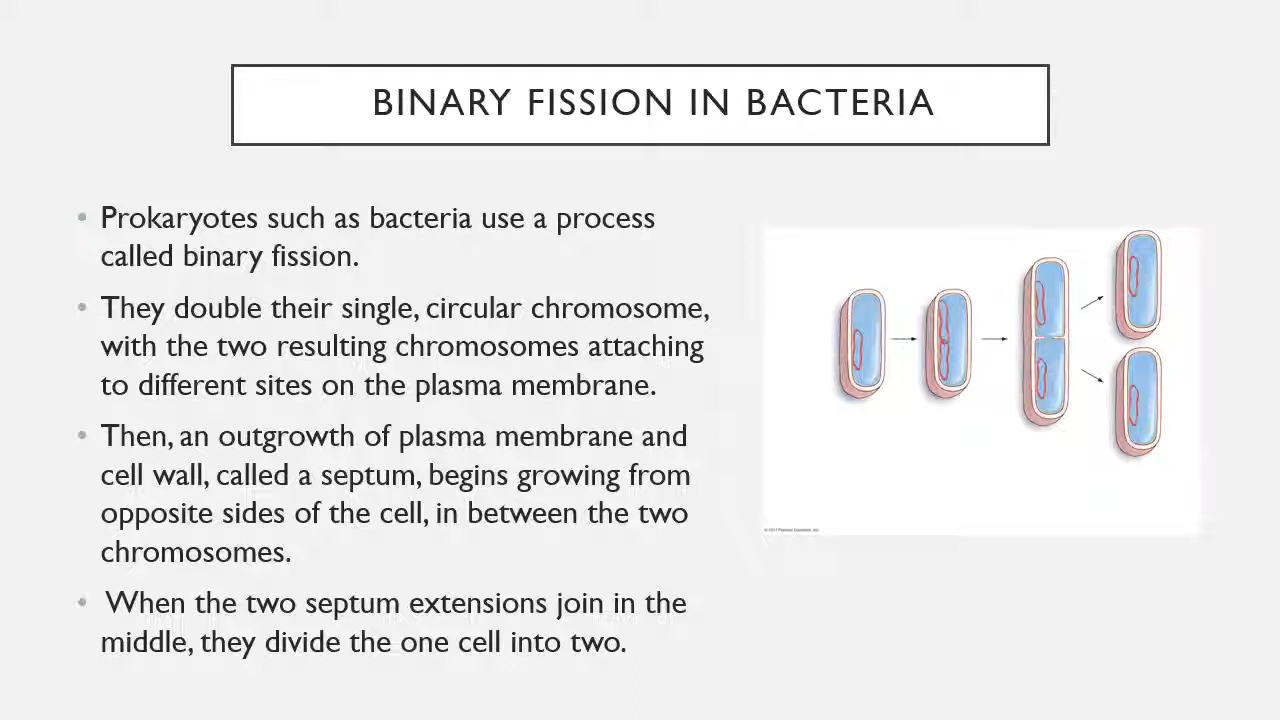 BINARY FISSION IN BACTERIA
• Prokaryotes such as bacteria use a process
called binary fission.
• They double their single, circular chromosome,
with the two resulting chromosomes attaching
to different sites on the plasma membrane.
• Then, an outgrowth of plasma membrane and
cell wall, called a septum, begins growing from
opposite sides of the cell, in between the two
chromosomes.
• When the two septum extensions join in the
middle, they divide the one cell into two.